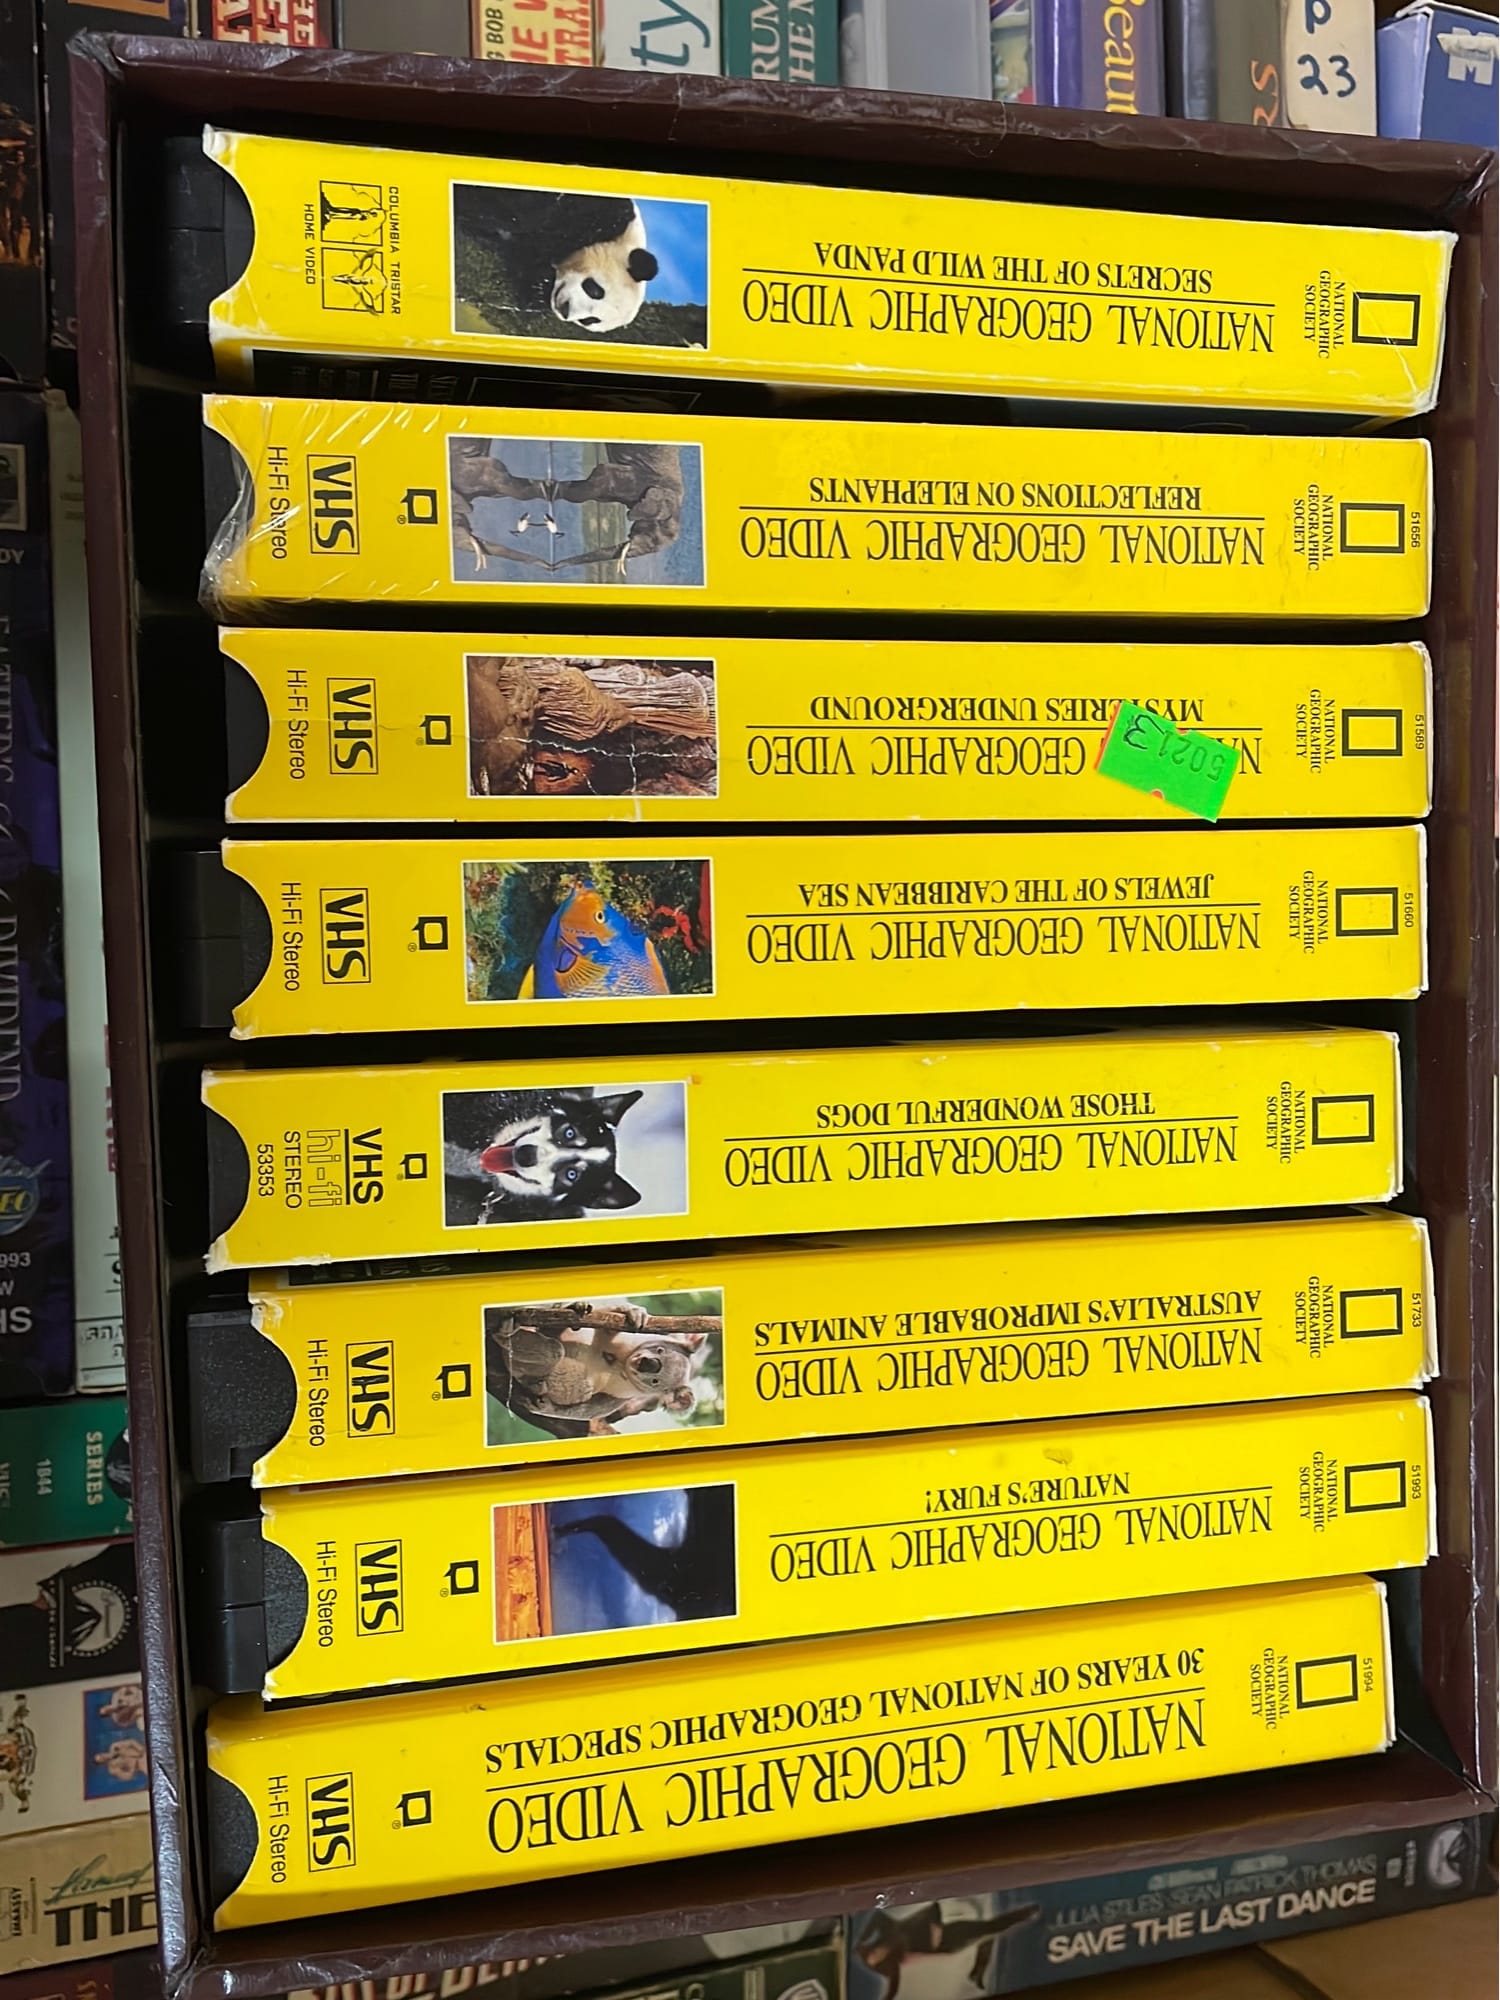 G BOB
P
23
M
NATIONAL
GEOGRAPHIC
SOCIETY
NATIONAL GEOGRAPHIC VIDEO
SECRETS OF THE WILD PANDA
COLUMBIA TRISTAR
HOME VIDEO
51656
NATIONAL
GEOGRAPHIC
SOCIETY
NATIONAL GEOGRAPHIC VIDEO
REFLECTIONS ON ELEPHANTS
®
VHS
Hi-Fi Stereo
51589
NATIONAL
GEOGRAPHIC
SOCIETY
GEOGRAPHIC VIDEO
MYSTERIES UNDERGROUND
50213
VHS
Hi-Fi Stereo
51660
NATIONAL
GEOGRAPHIC
SOCIETY
NATIONAL GEOGRAPHIC VIDEO
JEWELS OF THE CARIBBEAN SEA
®
VHS
Hi-Fi Stereo
NATIONAL
GEOGRAPHIC
SOCIETY
NATIONAL GEOGRAPHIC VIDEO
THOSE WONDERFUL DOGS
®
VHS
hi-fi
STEREO
53353
51733
NATIONAL
GEOGRAPHIC
SOCIETY
NATIONAL GEOGRAPHIC VIDEO
AUSTRALIA'S IMPROBABLE ANIMALS
®
VHS
Hi-Fi Stereo
51993
NATIONAL
GEOGRAPHIC
SOCIETY
NATIONAL GEOGRAPHIC VIDEO
NATURE'S FURY!
®
VHS
Hi-Fi Stereo
51994
NATIONAL
GEOGRAPHIC
SOCIETY
NATIONAL GEOGRAPHIC VIDEO
30 YEARS OF NATIONAL GEOGRAPHIC SPECIALS
®
VHS
Hi-Fi Stereo
1844
SERIES
THE
JULIA STILES SEAN PATRICK THOMAS
SAVE THE LAST DANCE